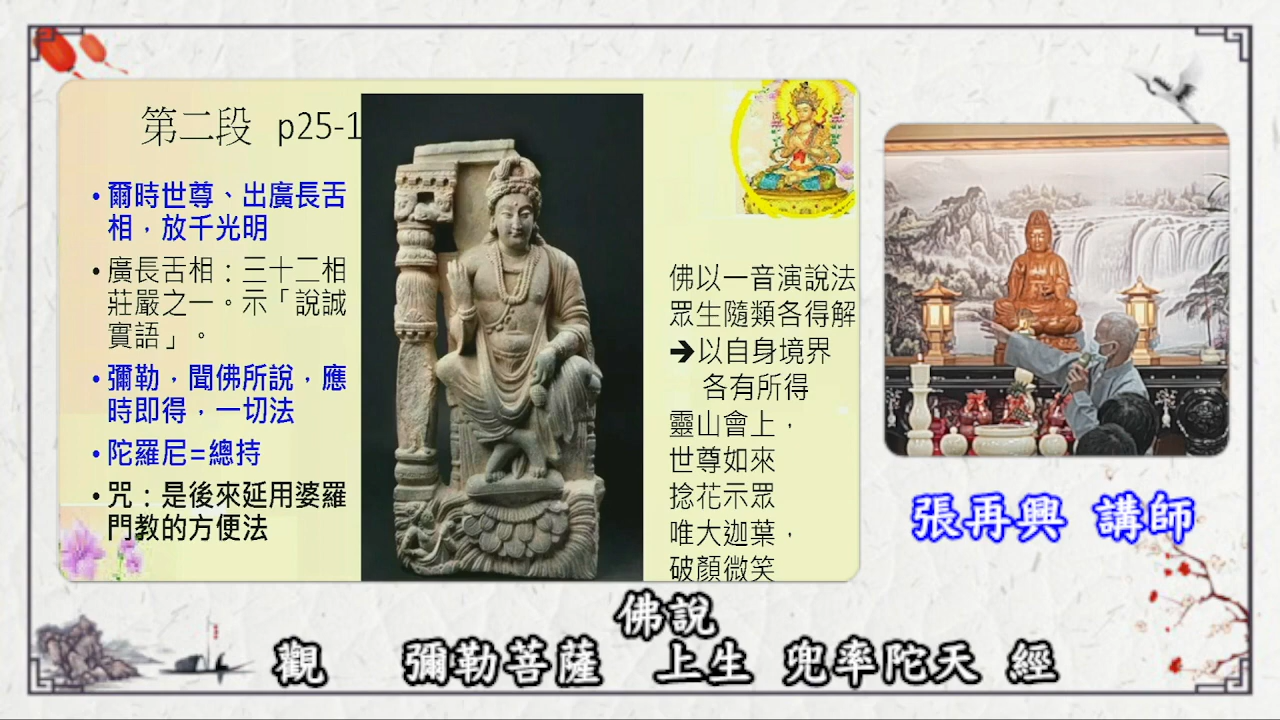 第二段 p25-1
•爾時世尊、出廣長舌
相，放千光明
•廣長舌相：三十二相
莊嚴之一。示「說誠
實語」。
•彌勒，聞佛所說，應
時即得，一切法
•陀羅尼=總持
•咒：是後來延用婆羅
門教的方便法
佛以一音演說法
眾生隨類各得解
➔以自身境界
各有所得
靈山會上，
世尊如來
捻花示眾
唯大迦葉，
破顏微笑
張再興 講師
佛說
觀 彌勒菩薩 上生 兜率陀天 經